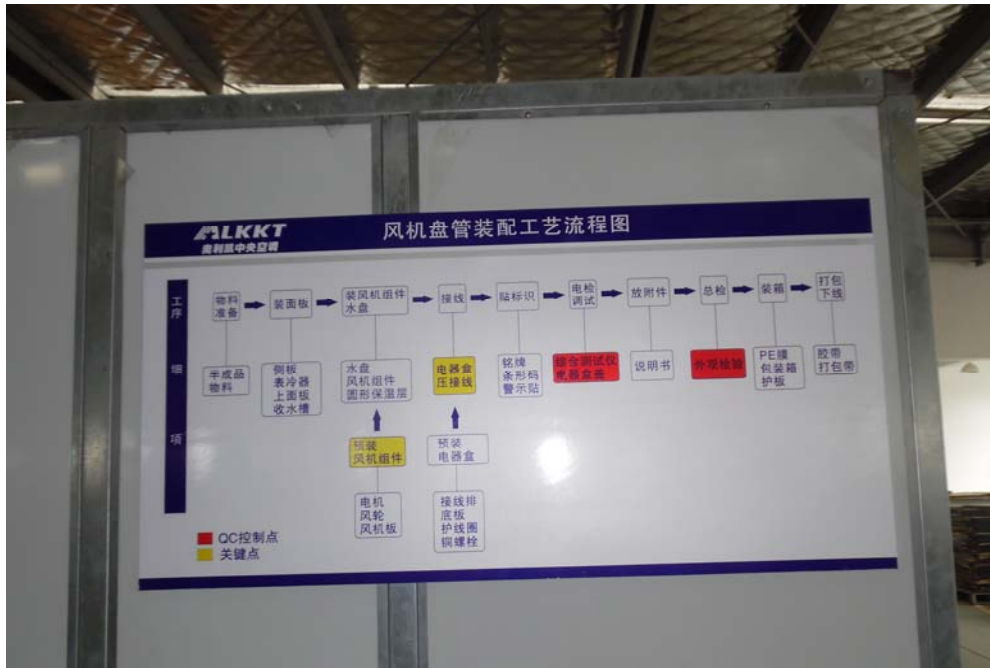 ALKKT
奥利凯中央空调
风机盘管装配工艺流程图
工序
细
项
物料
准备
装面板
装风机组件
水盘
接线
贴标识
电检
调试
放附件
总检
装箱
打包
下线
半成品
物料
侧板
表冷器
上面板
收水槽
水盘
风机组件
圆形保温层
电器盒
压接线
铭牌
条形码
警示贴
综合测试仪
电器盒盖
说明书
外观检验
PE膜
包装箱
护板
胶带
打包带
预装
风机组件
预装
电器盒
电机
风轮
风机板
接线排
底板
护线圈
铜螺栓
QC控制点
关键点